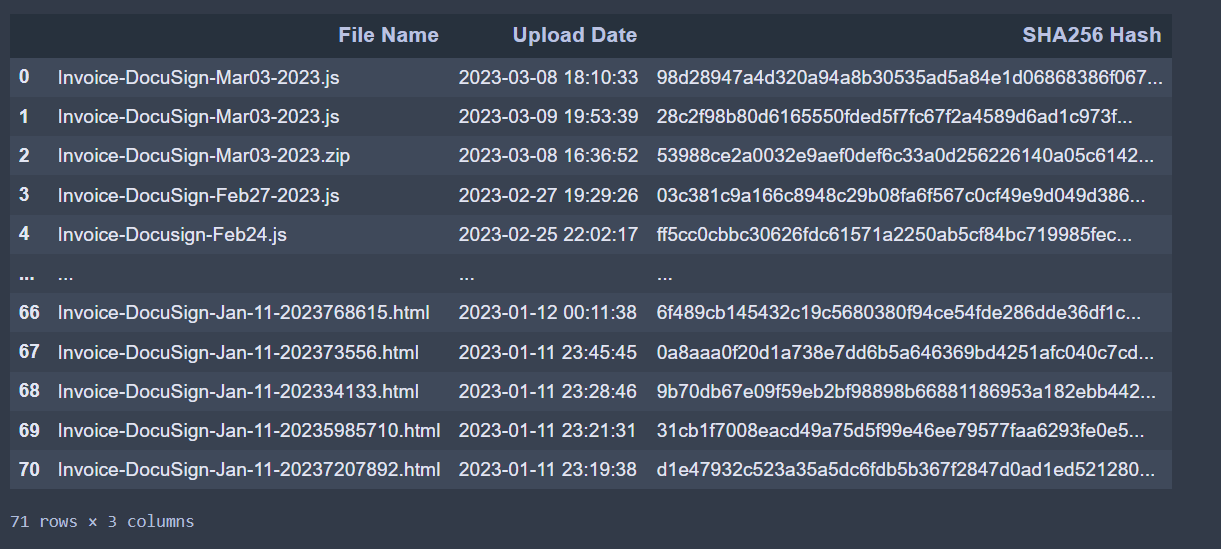 File Name Upload Date SHA256 Hash
0 Invoice-DocuSign-Mar03-2023.js 2023-03-08 18:10:33 98d28947a4d320a94a8b30535ad5a84e1d06868386f067...
1 Invoice-DocuSign-Mar03-2023.js 2023-03-09 19:53:39 28c2f98b80d6165550fded5f7fc67f2a4589d6ad1c973f...
2 Invoice-DocuSign-Mar03-2023.zip 2023-03-08 16:36:52 53988ce2a0032e9aef0def6c33a0d256226140a05c6142...
3 Invoice-DocuSign-Feb27-2023.js 2023-02-27 19:29:26 03c381c9a166c8948c29b08fa6f567c0cf49e9d049d386...
4 Invoice-Docusign-Feb24.js 2023-02-25 22:02:17 ff5cc0cbbc30626fdc61571a2250ab5cf84bc719985fec...
... ... ... ...
66 Invoice-DocuSign-Jan-11-2023768615.html 2023-01-12 00:11:38 6f489cb145432c19c5680380f94ce54fde286dde36df1c...
67 Invoice-DocuSign-Jan-11-202373556.html 2023-01-11 23:45:45 0a8aaa0f20d1a738e7dd6b5a646369bd4251afc040c7cd...
68 Invoice-DocuSign-Jan-11-202334133.html 2023-01-11 23:28:46 9b70db67e09f59eb2bf98898b66881186953a182ebb442...
69 Invoice-DocuSign-Jan-11-20235985710.html 2023-01-11 23:21:31 31cb1f7008eacd49a75d5f99e46ee79577faa6293fe0e5...
70 Invoice-DocuSign-Jan-11-20237207892.html 2023-01-11 23:19:38 d1e47932c523a35a5dc6fdb5b367f2847d0ad1ed521280...
71 rows × 3 columns